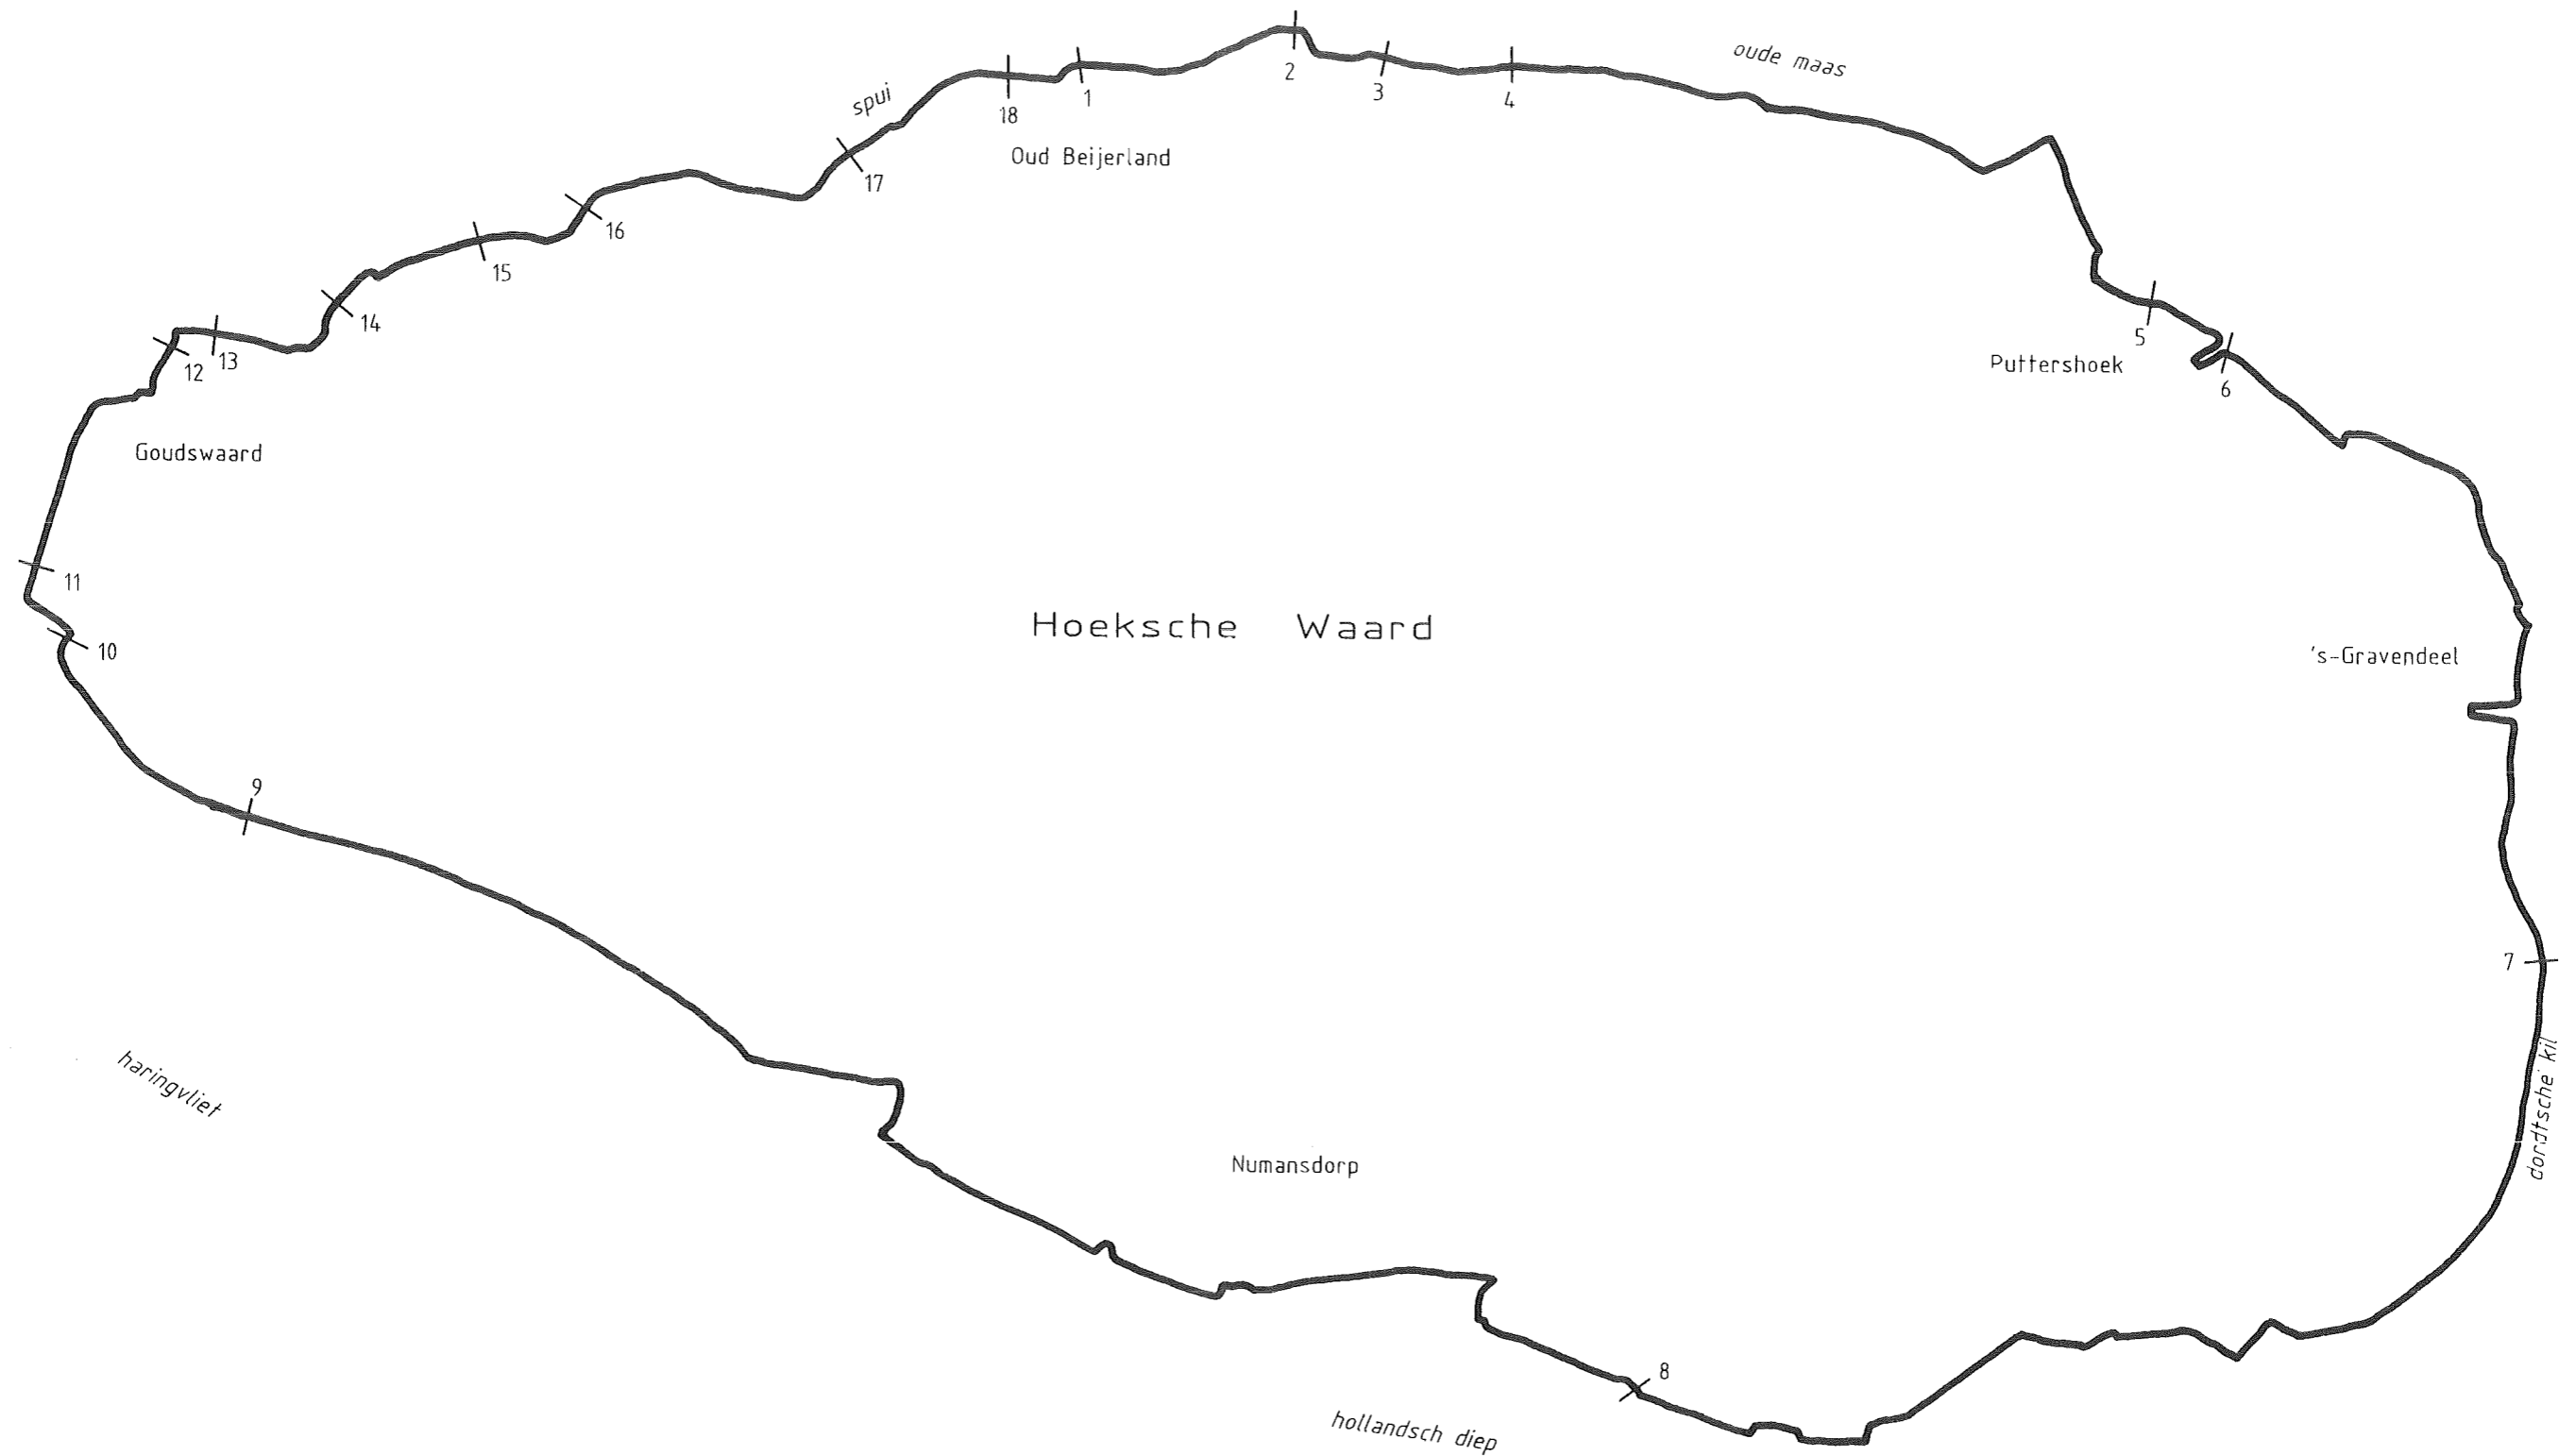 oude maas
2
3
4
1
18
spui
Oud Beijerland
17
16
15
14
13
12
5
Puttershoek
6
Goudswaard
11
10
Hoeksche Waard
's-Gravendeel
9
7
haringvliet
dordtsche kil
Numansdorp
8
hollandsch diep